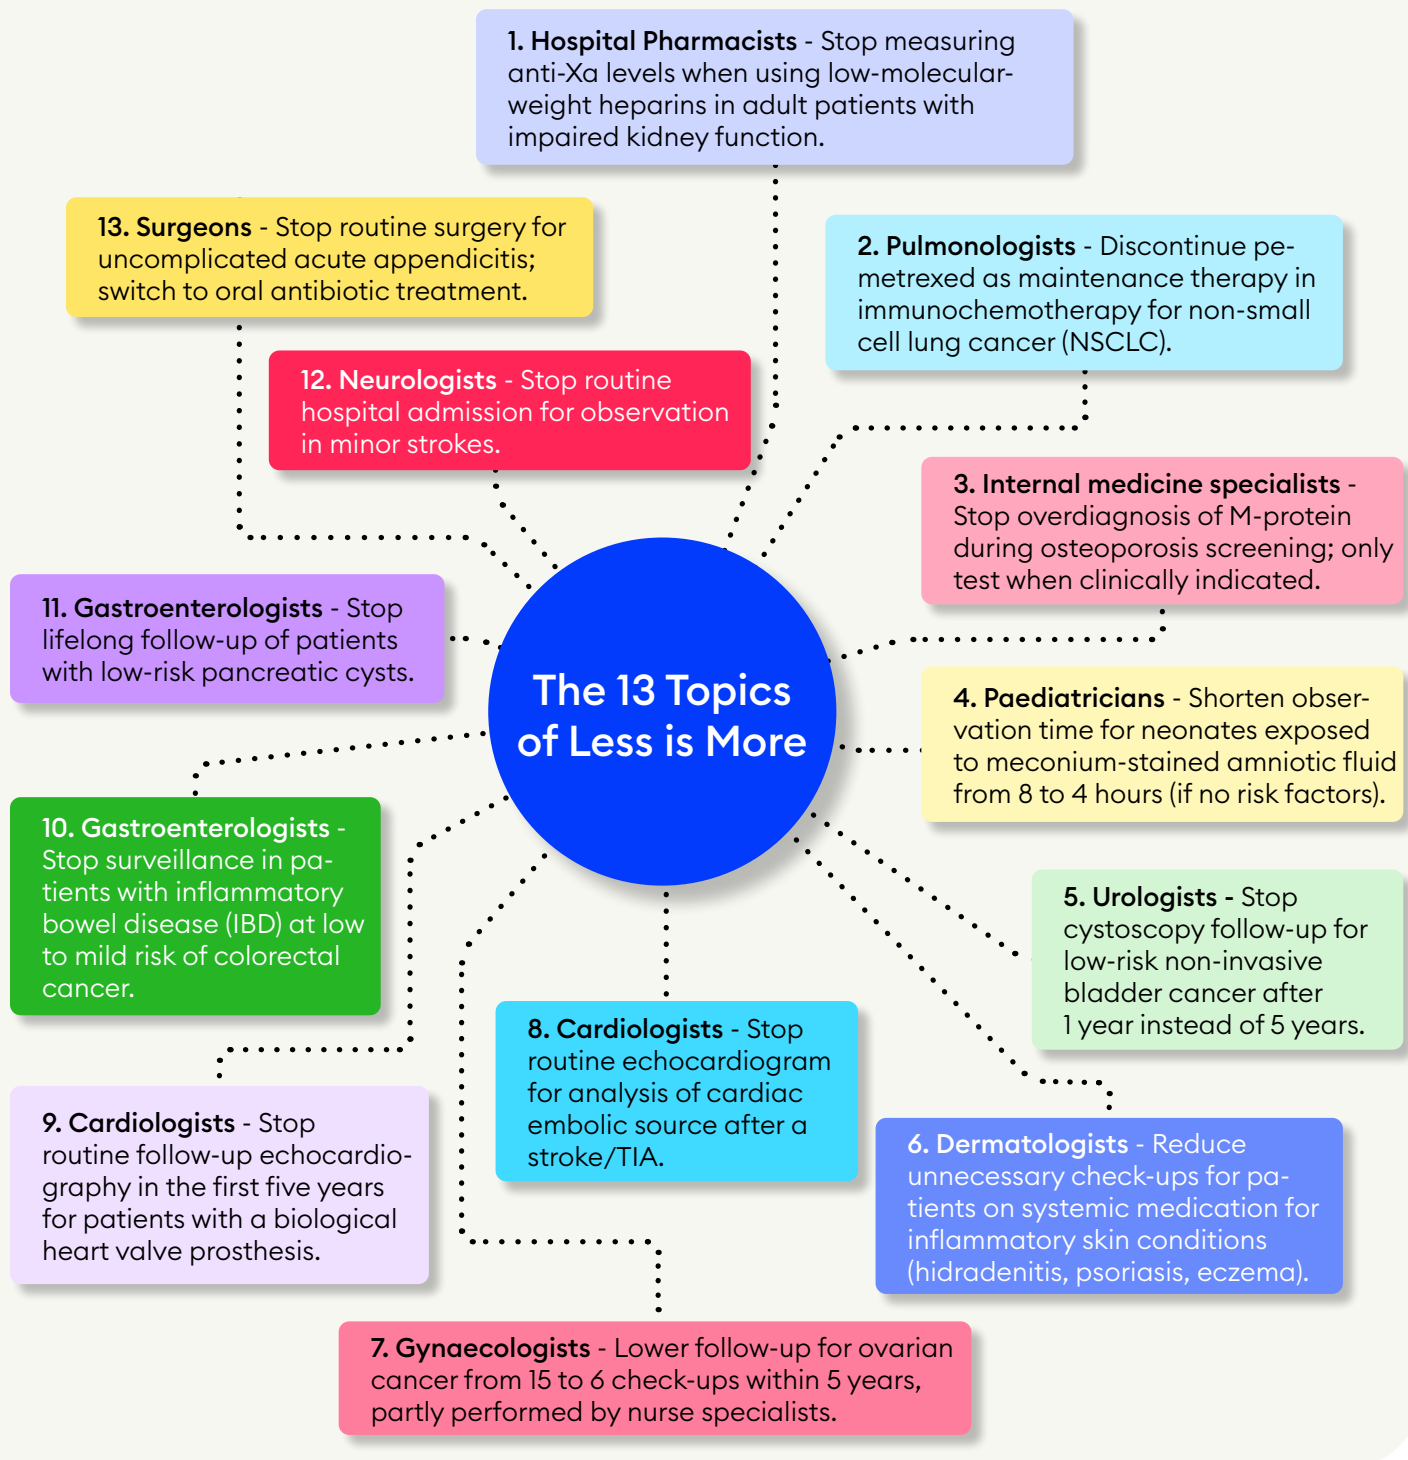 1. Hospital Pharmacists - Stop measuring
anti-Xa levels when using low-molecular-
weight heparins in adult patients with
impaired kidney function.
13. Surgeons - Stop routine surgery for
uncomplicated acute appendicitis;
switch to oral antibiotic treatment.
2. Pulmonologists - Discontinue pe-
metrexed as maintenance therapy in
immunochemotherapy for non-small
cell lung cancer (NSCLC).
12. Neurologists - Stop routine
hospital admission for observation
in minor strokes.
3. Internal medicine specialists -
Stop overdiagnosis of M-protein
during osteoporosis screening; only
test when clinically indicated.
11. Gastroenterologists - Stop
lifelong follow-up of patients
with low-risk pancreatic cysts.
The 13 Topics
of Less is More
4. Paediatricians - Shorten obser-
vation time for neonates exposed
to meconium-stained amniotic fluid
from 8 to 4 hours (if no risk factors).
10. Gastroenterologists -
Stop surveillance in pa-
tients with inflammatory
bowel disease (IBD) at low
to mild risk of colorectal
cancer.
5. Urologists - Stop
cystoscopy follow-up for
low-risk non-invasive
bladder cancer after
1 year instead of 5 years.
8. Cardiologists - Stop
routine echocardiogram
for analysis of cardiac
embolic source after a
stroke/TIA.
9. Cardiologists - Stop
routine follow-up echocardio-
graphy in the first five years
for patients with a biological
heart valve prosthesis.
6. Dermatologists - Reduce
unnecessary check-ups for pa-
tients on systemic medication for
inflammatory skin conditions
(hidradenitis, psoriasis, eczema).
7. Gynaecologists - Lower follow-up for ovarian
cancer from 15 to 6 check-ups within 5 years,
partly performed by nurse specialists.